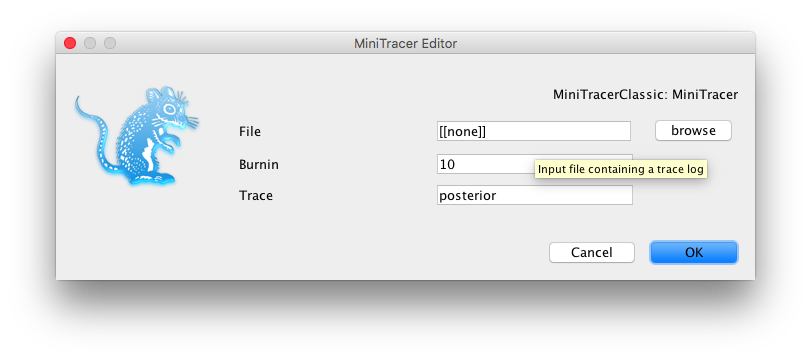 MiniTracer Editor
MiniTracerClassic: MiniTracer
File [[none]] browse
Burnin 10
Input file containing a trace log
Trace posterior
Cancel OK